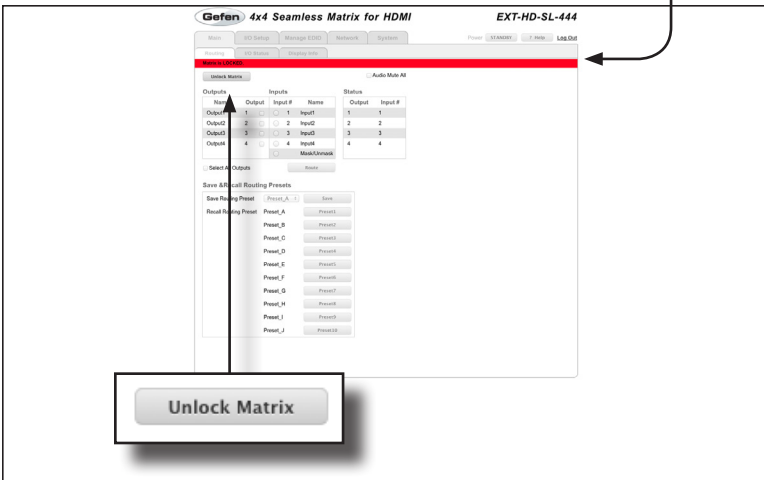 Gefen 4x4 Seamless Matrix for HDMI EXT-HD-SL-444
Main I/O Setup Manage EDID Network System Power STANDBY ? Help Log Out
Routing I/O Status Display Info
Matrix is LOCKED.
Unlock Matrix Audio Mute All
Outputs Inputs Status
Name Output Input # Name Output Input #
Output1 1 1 Input1 1 1
Output2 2 2 Input2 2 2
Output3 3 3 Input3 3 3
Output4 4 4 Input4 4 4
Mask/Unmask
Select All Outputs Route
Save &Recall Routing Presets
Save Routing Preset Preset_A Save
Recall Routing Preset Preset_A Preset1
Preset_B Preset2
Preset_C Preset3
Preset_D Preset4
Preset_E Preset5
Preset_F Preset6
Preset_G Preset7
Preset_H Preset8
Preset_I Preset9
Preset_J Preset10
Unlock Matrix